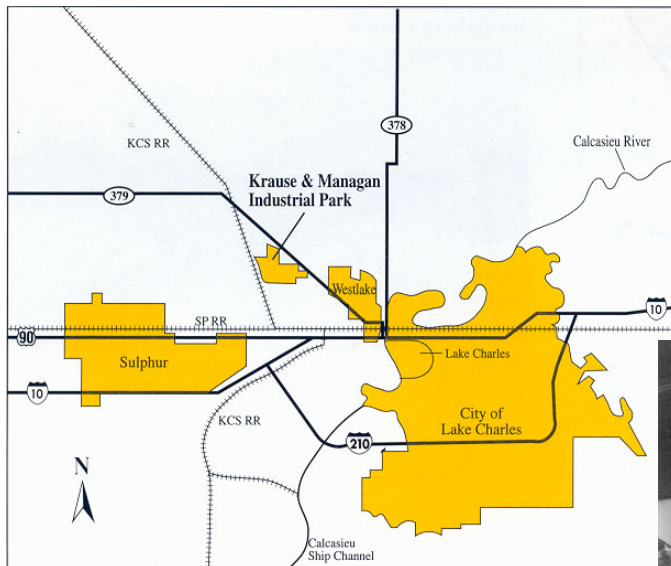 378
Calcasieu River
KCS RR
Krause & Managan
Industrial Park
379
Westlake
10
SP RR
90
Lake Charles
Sulphur
10
City of
Lake Charles
KCS RR
210
N
Calcasieu
Ship Channel